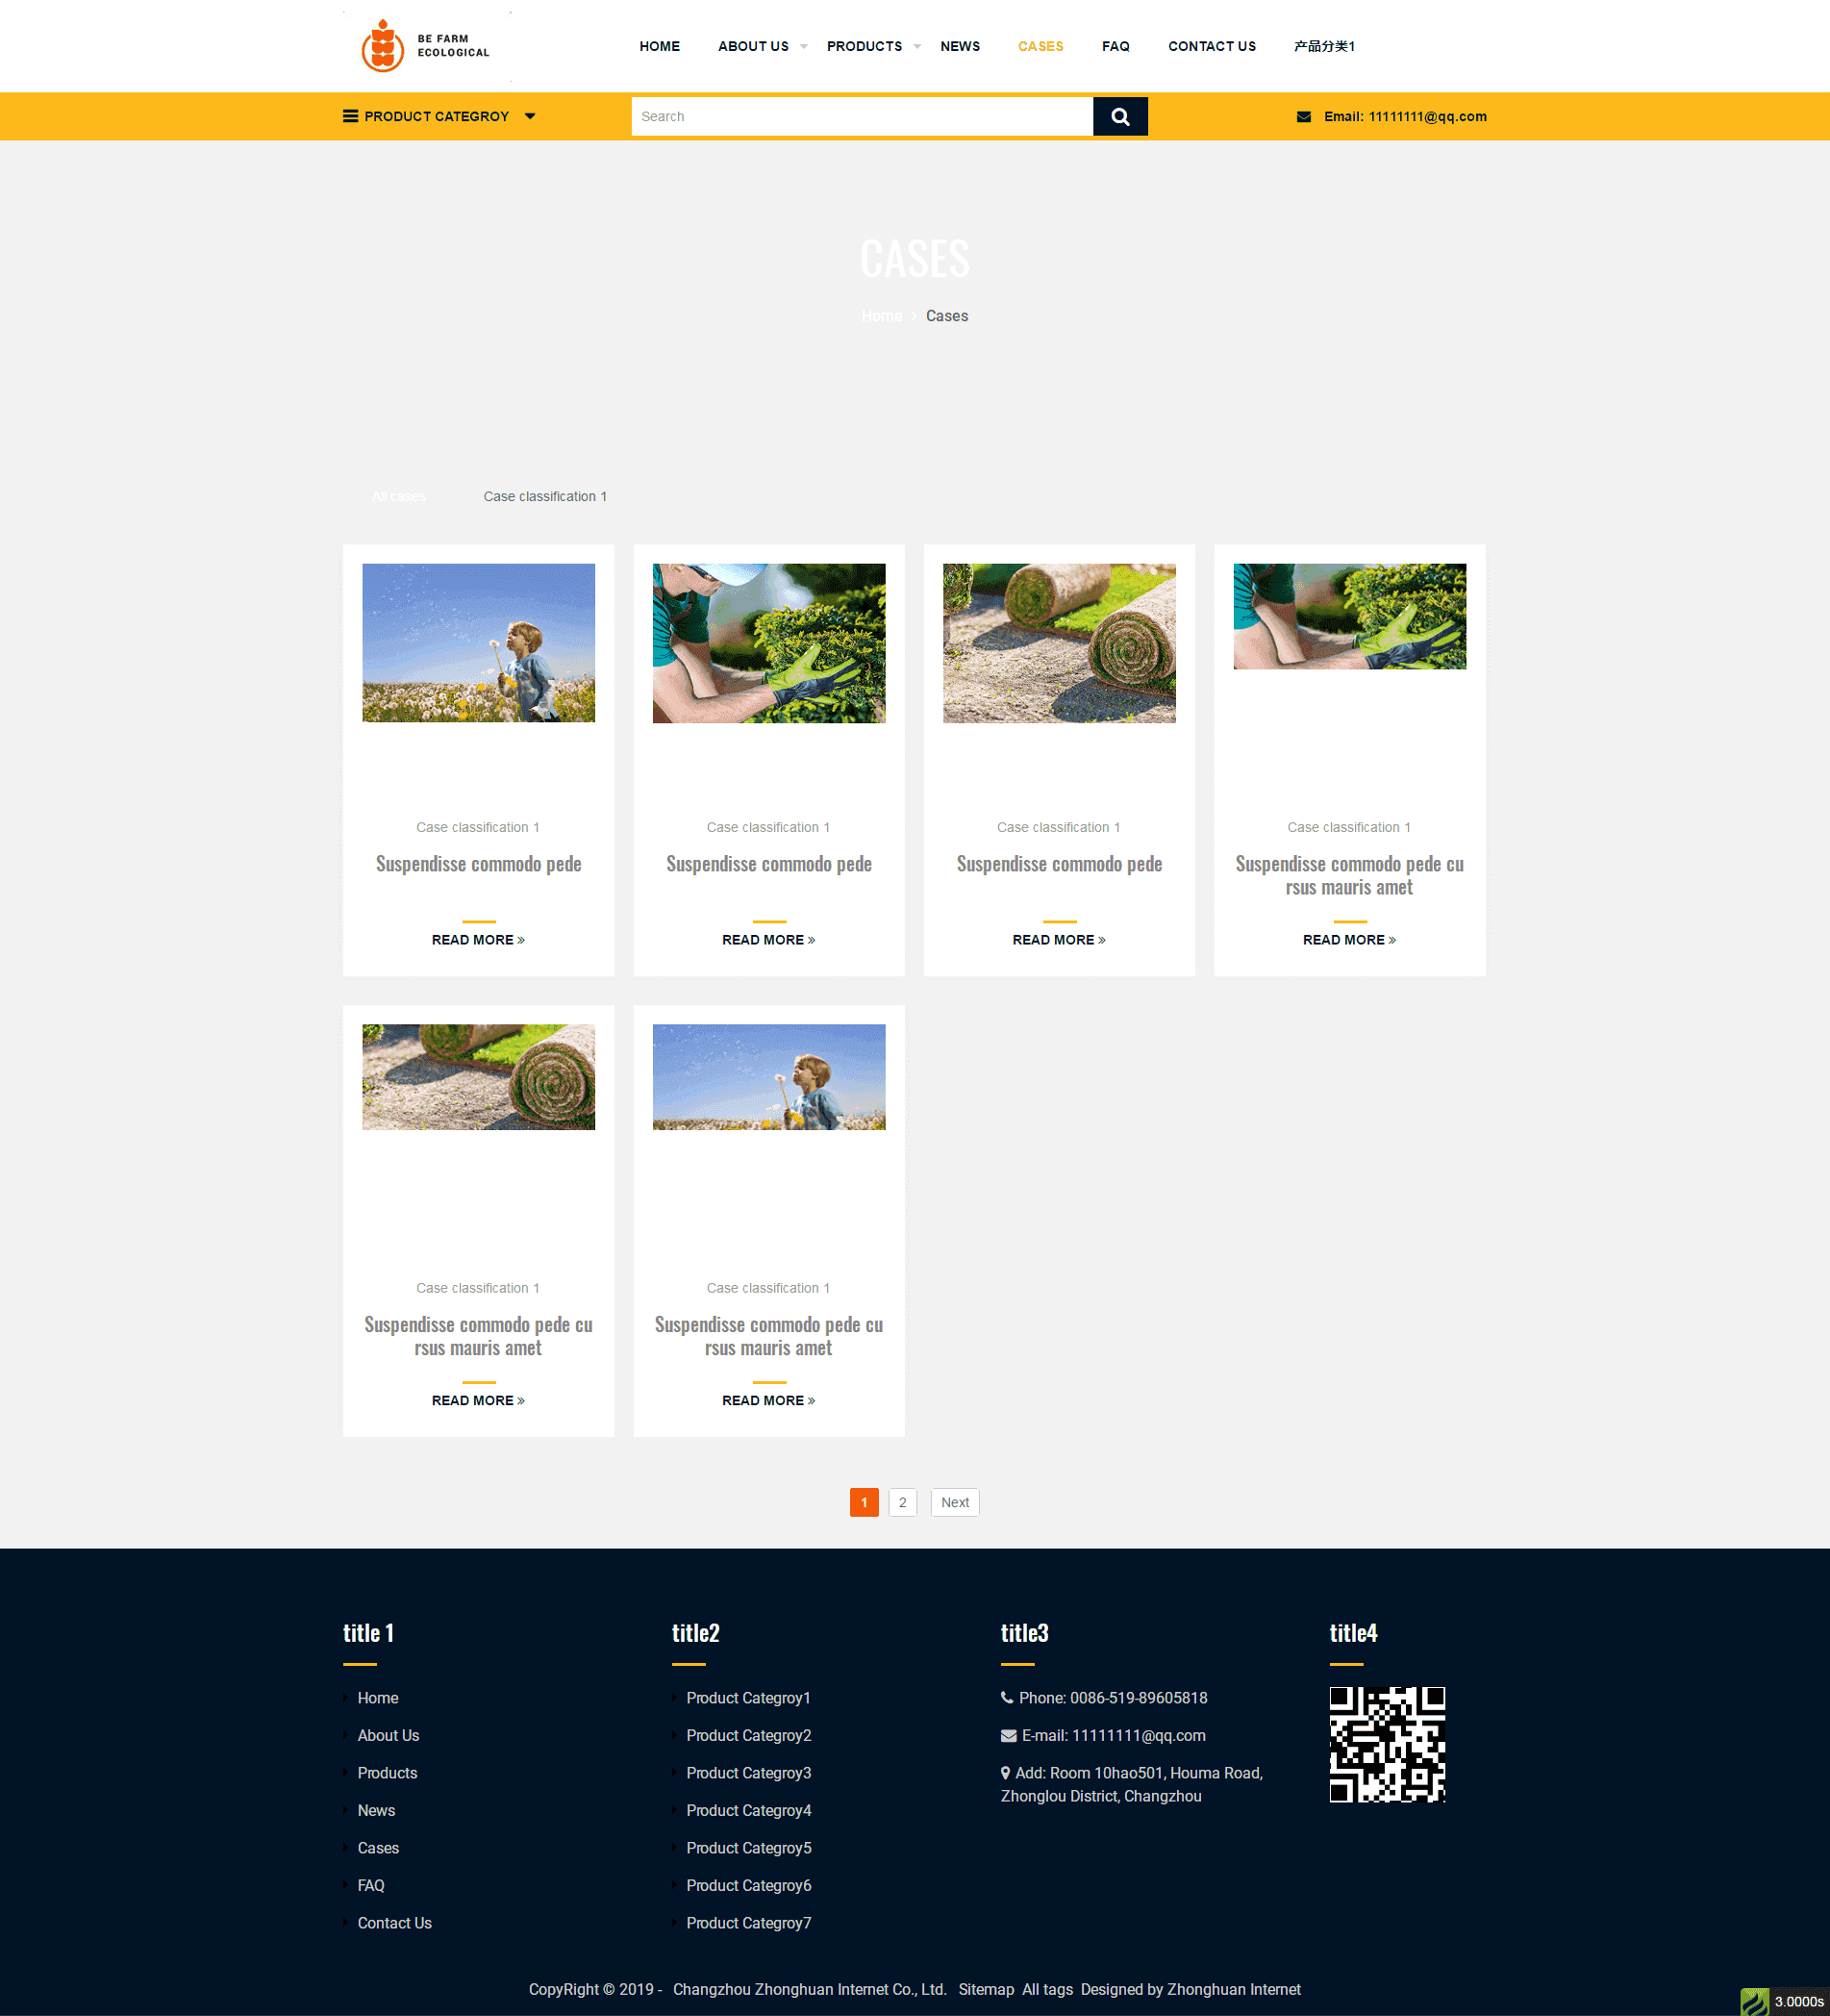 BE FARM
ECOLOGICAL
HOME ABOUT US PRODUCTS NEWS CASES FAQ CONTACT US 产品分类1
PRODUCT CATEGROY
Search
Email: 11111111@qq.com
CASES
Home Cases
All cases Case classification 1
Case classification 1
Suspendisse commodo pede
READ MORE »
Case classification 1
Suspendisse commodo pede
READ MORE »
Case classification 1
Suspendisse commodo pede
READ MORE »
Case classification 1
Suspendisse commodo pede cu
rsus mauris amet
READ MORE »
Case classification 1
Suspendisse commodo pede cu
rsus mauris amet
READ MORE »
Case classification 1
Suspendisse commodo pede cu
rsus mauris amet
READ MORE »
1 2 Next
title 1
Home
About Us
Products
News
Cases
FAQ
Contact Us
title2
Product Categroy1
Product Categroy2
Product Categroy3
Product Categroy4
Product Categroy5
Product Categroy6
Product Categroy7
title3
Phone: 0086-519-89605818
E-mail: 11111111@qq.com
Add: Room 10hao501, Houma Road,
Zhonglou District, Changzhou
title4
CopyRight © 2019 - Changzhou Zhonghuan Internet Co., Ltd. Sitemap All tags Designed by Zhonghuan Internet
3.0000s